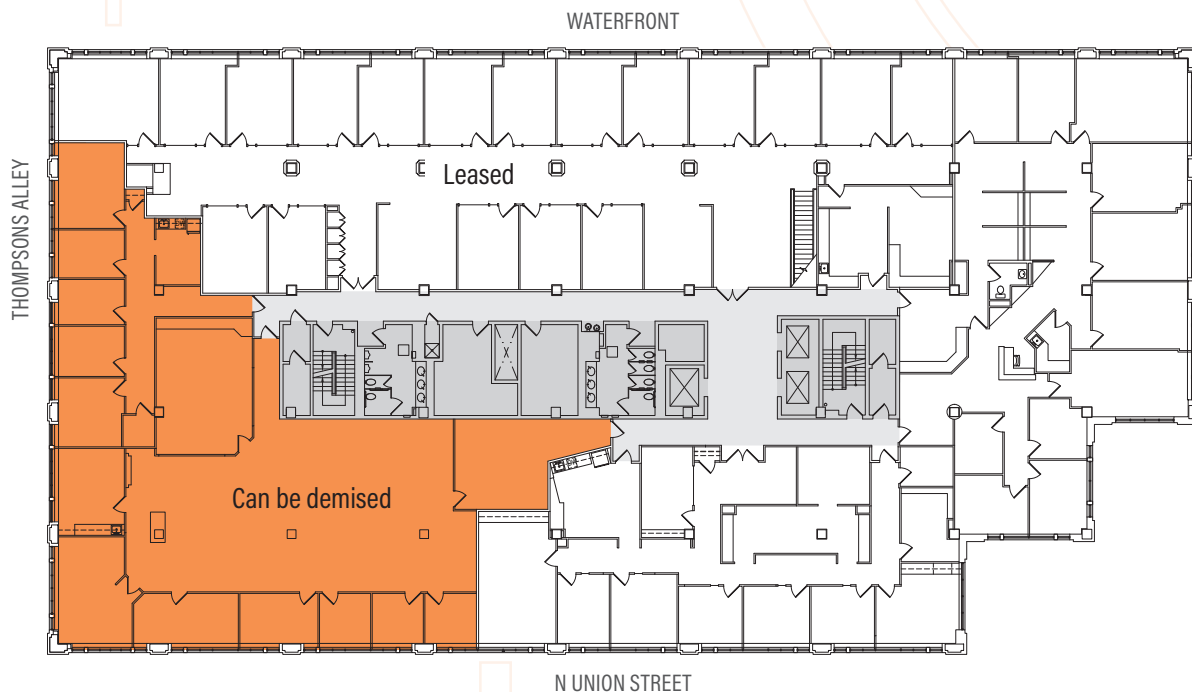 WATERFRONT
THOMPSONS ALLEY
Leased
Can be demised
N UNION STREET